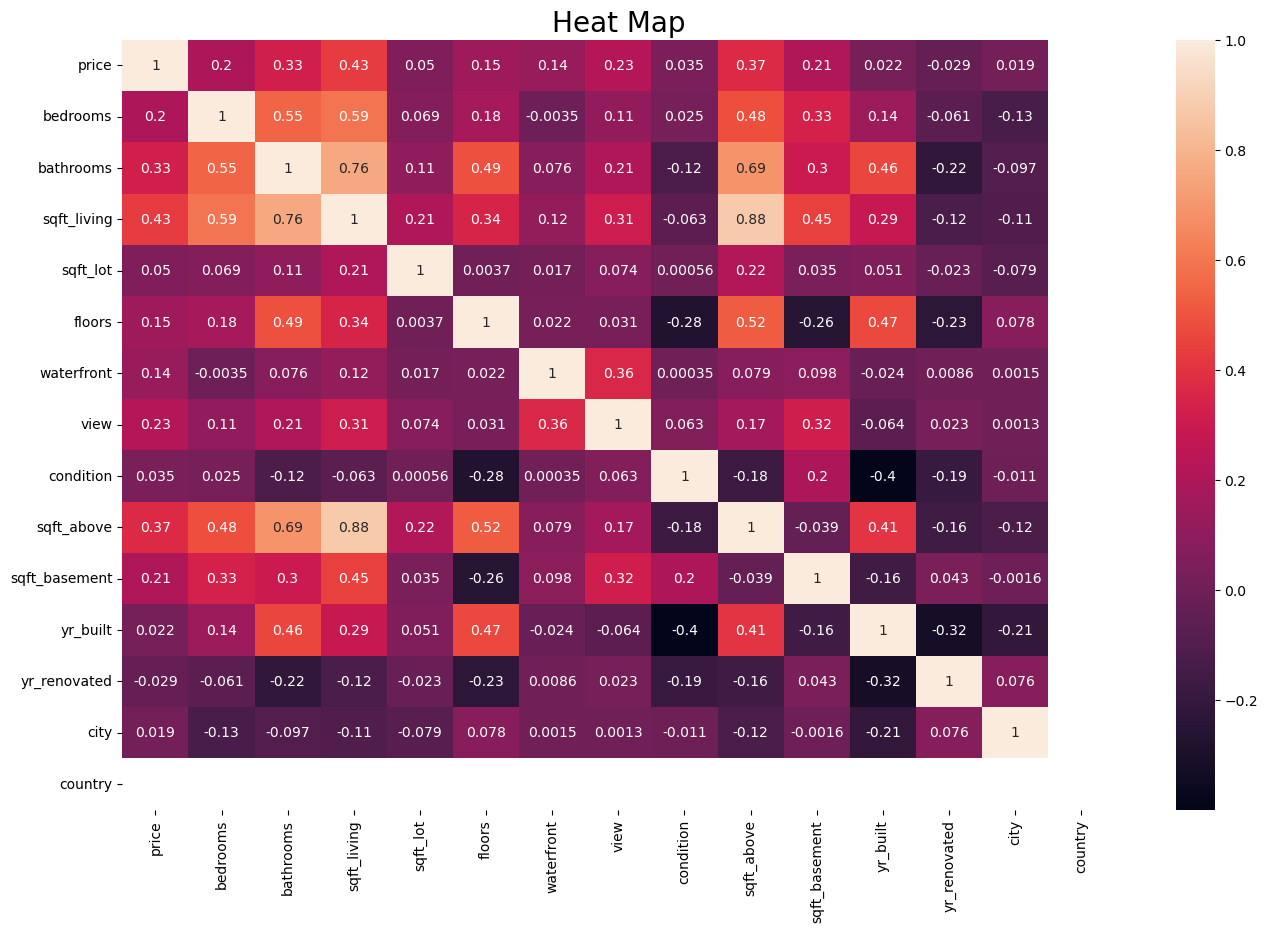 Heat Map
price 1 0.2 0.33 0.43 0.05 0.15 0.14 0.23 0.035 0.37 0.21 0.022 -0.029 0.019
bedrooms 0.2 1 0.55 0.59 0.069 0.18 -0.0035 0.11 0.025 0.48 0.33 0.14 -0.061 -0.13
bathrooms 0.33 0.55 1 0.76 0.11 0.49 0.076 0.21 -0.12 0.69 0.3 0.46 -0.22 -0.097
sqft_living 0.43 0.59 0.76 1 0.21 0.34 0.12 0.31 -0.063 0.88 0.45 0.29 -0.12 -0.11
sqft_lot 0.05 0.069 0.11 0.21 1 0.0037 0.017 0.074 0.00056 0.22 0.035 0.051 -0.023 -0.079
floors 0.15 0.18 0.49 0.34 0.0037 1 0.022 0.031 -0.28 0.52 -0.26 0.47 -0.23 0.078
waterfront 0.14 -0.0035 0.076 0.12 0.017 0.022 1 0.36 0.00035 0.079 0.098 -0.024 0.0086 0.0015
view 0.23 0.11 0.21 0.31 0.074 0.031 0.36 1 0.063 0.17 0.32 -0.064 0.023 0.0013
condition 0.035 0.025 -0.12 -0.063 0.00056 -0.28 0.00035 0.063 1 -0.18 0.2 -0.4 -0.19 -0.011
sqft_above 0.37 0.48 0.69 0.88 0.22 0.52 0.079 0.17 -0.18 1 -0.039 0.41 -0.16 -0.12
sqft_basement 0.21 0.33 0.3 0.45 0.035 -0.26 0.098 0.32 0.2 -0.039 1 -0.16 0.043 -0.0016
yr_built 0.022 0.14 0.46 0.29 0.051 0.47 -0.024 -0.064 -0.4 0.41 -0.16 1 -0.32 -0.21
yr_renovated -0.029 -0.061 -0.22 -0.12 -0.023 -0.23 0.0086 0.023 -0.19 -0.16 0.043 -0.32 1 0.076
city 0.019 -0.13 -0.097 -0.11 -0.079 0.078 0.0015 0.0013 -0.011 -0.12 -0.0016 -0.21 0.076 1
country
price bedrooms bathrooms sqft_living sqft_lot floors waterfront view condition sqft_above sqft_basement yr_built yr_renovated city country
1.0
0.8
0.6
0.4
0.2
0.0
−0.2